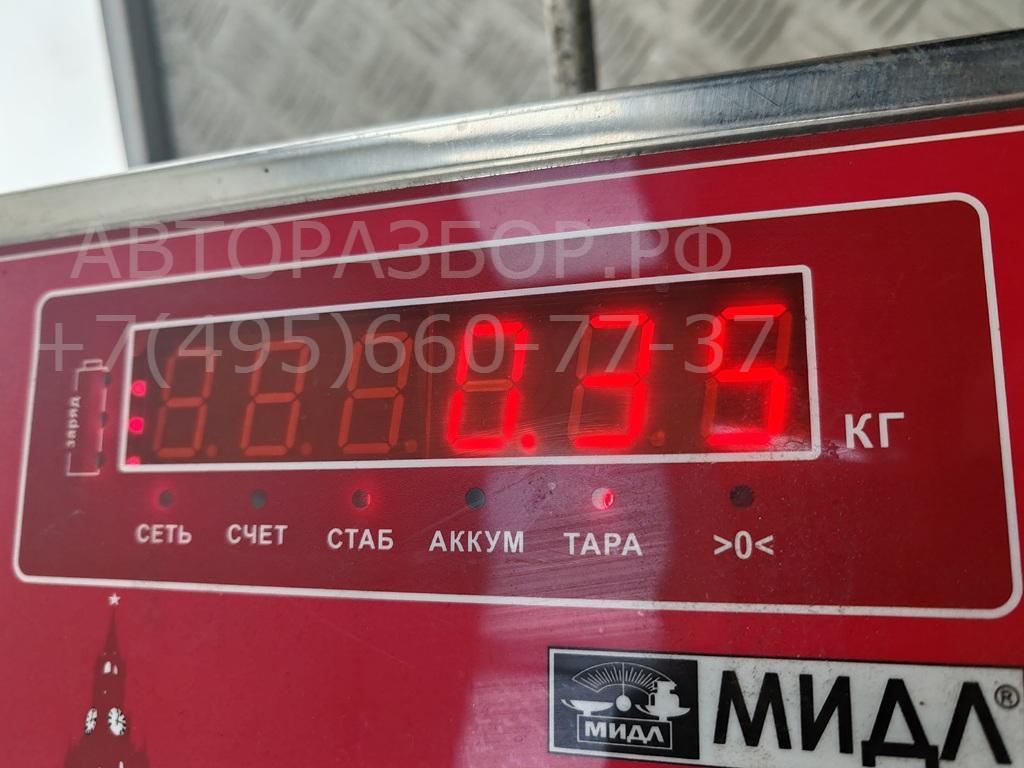 АВТОРАЗБОР.РФ
+7(495)660-77-37
заряд
0.35
КГ
СЕТЬ СЧЕТ СТАБ АККУМ ТАРА >0<
МИДЛ
МИДЛ®